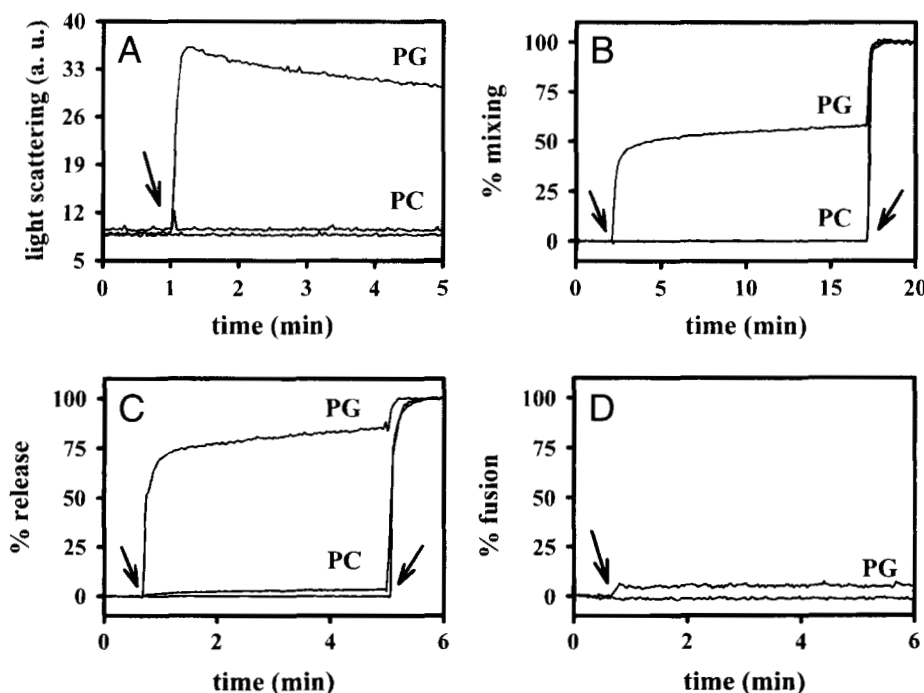 A
light scattering (a. u.)
40
33
26
19
12
5
PG
PC
0 1 2 3 4 5
time (min)
B
% mixing
100
75
50
25
0
PG
PC
0 5 10 15 20
time (min)
C
% release
100
75
50
25
0
PG
PC
0 2 4 6
time (min)
D
% fusion
100
75
50
25
0
PG
0 2 4 6
time (min)